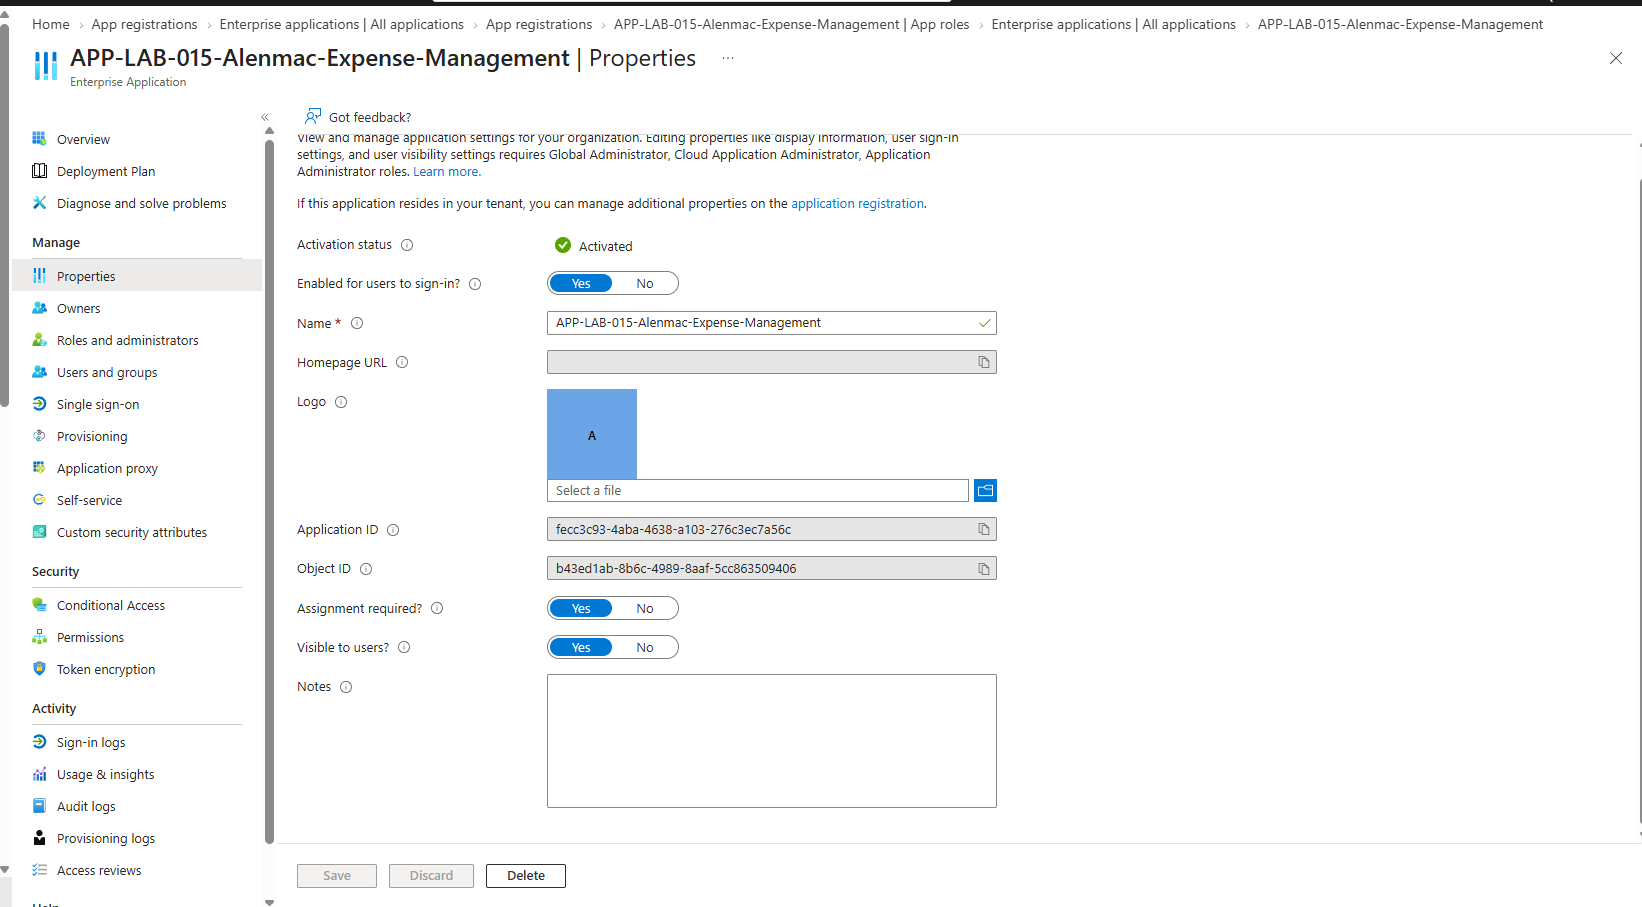 Home › App registrations › Enterprise applications | All applications › App registrations › APP-LAB-015-Alenmac-Expense-Management | App roles › Enterprise applications | All applications › APP-LAB-015-Alenmac-Expense-Management
APP-LAB-015-Alenmac-Expense-Management | Properties ...
Enterprise Application
Overview
Deployment Plan
Diagnose and solve problems
Manage
Properties
Owners
Roles and administrators
Users and groups
Single sign-on
Provisioning
Application proxy
Self-service
Custom security attributes
Security
Conditional Access
Permissions
Token encryption
Activity
Sign-in logs
Usage & insights
Audit logs
Provisioning logs
Access reviews
Help
Got feedback?
View and manage application settings for your organization. Editing properties like display information, user sign-in
settings, and user visibility settings requires Global Administrator, Cloud Application Administrator, Application
Administrator roles. Learn more.
If this application resides in your tenant, you can manage additional properties on the application registration.
Activation status Activated
Enabled for users to sign-in? Yes No
Name * APP-LAB-015-Alenmac-Expense-Management
Homepage URL
Logo
A
Select a file
Application ID fecc3c93-4aba-4638-a103-276c3ec7a56c
Object ID b43ed1ab-8b6c-4989-8aaf-5cc863509406
Assignment required? Yes No
Visible to users? Yes No
Notes
Save Discard Delete